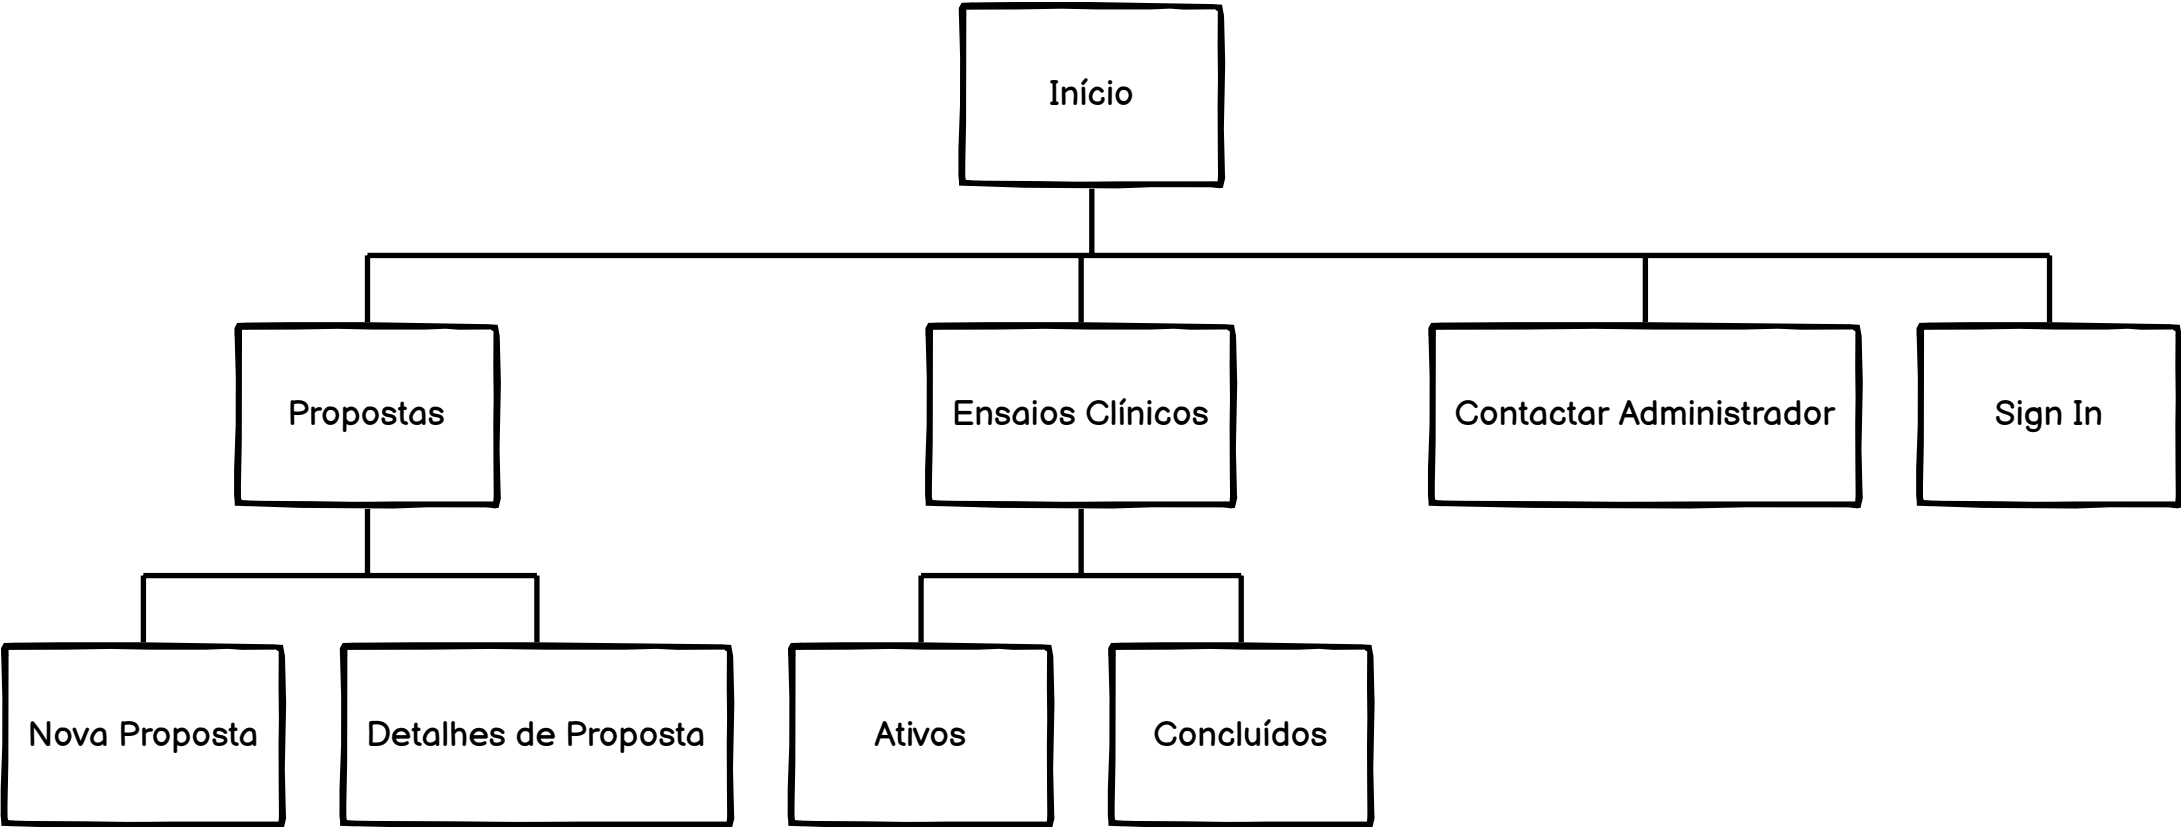 Início
Propostas
Ensaios Clínicos
Contactar Administrador
Sign In
Nova Proposta
Detalhes de Proposta
Ativos
Concluídos